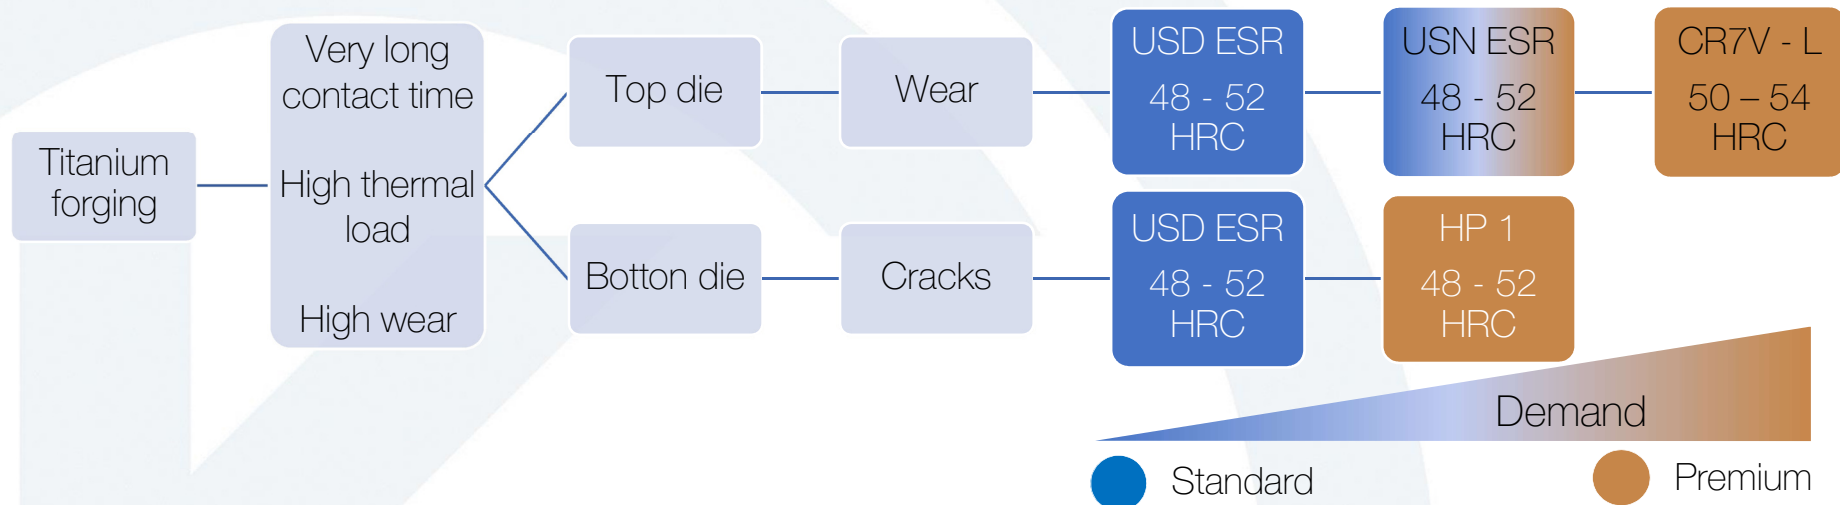 Titanium
forging
Very long
contact time
High thermal
load
High wear
Top die
Wear
USD ESR
48 - 52
HRC
USN ESR
48 - 52
HRC
CR7V - L
50 – 54
HRC
Botton die
Cracks
USD ESR
48 - 52
HRC
HP 1
48 - 52
HRC
Demand
Standard
Premium